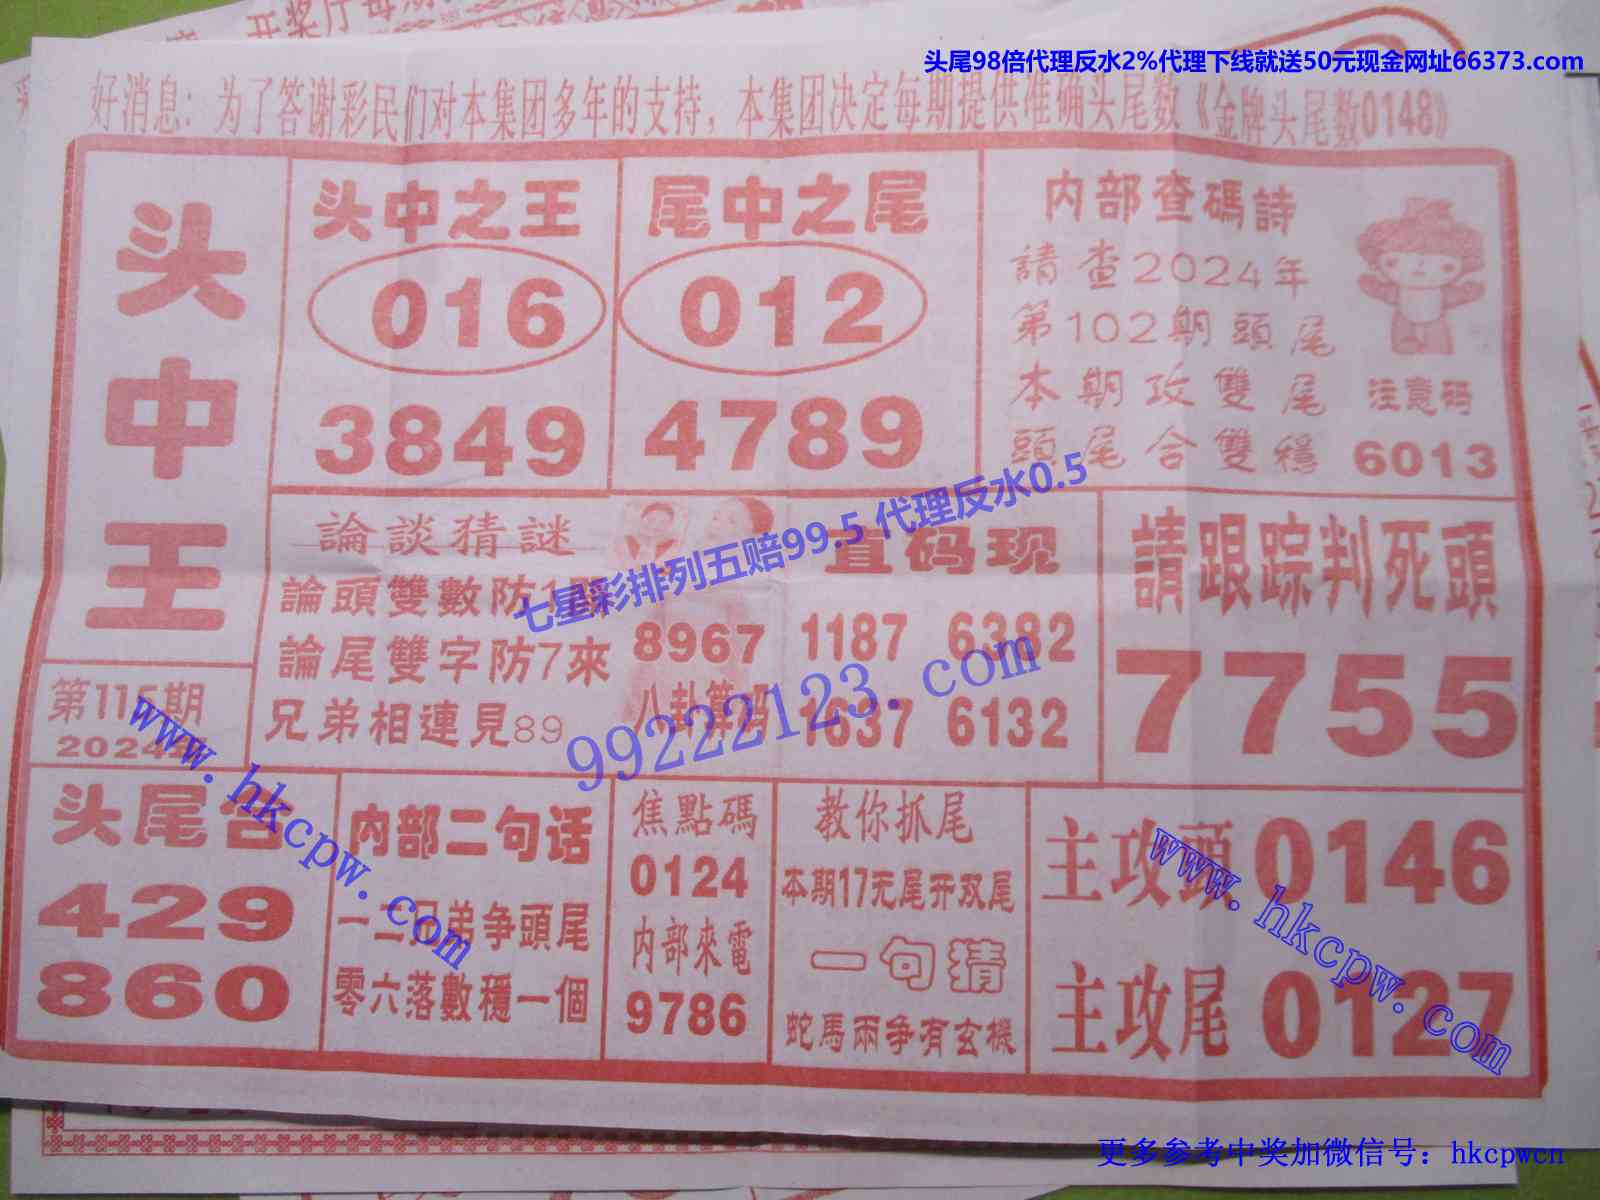 头尾98倍代理反水2%代理下线就送50元现金网址66373.com
好消息：为了答谢彩民们对本集团多年的支持，本集团决定每期提供准确头尾数《金牌头尾数0148》
头中王
第115期
头中之王
016
3849
尾中之尾
012
4789
内部查碼詩
請查2024年
第102期頭尾
本期攻雙尾
頭尾合雙穩
注意码
6013
論談猜謎
論頭雙數防1
論尾雙字防7來
兄弟相連見89
8967
八卦算
直码现
1187 6382
1637 6132
請跟踪判死頭
7755
七星彩排列五赔99.5 代理反水0.5
99222123.com
www.hkcpw.com
头尾合
429
860
内部二句话
一二兄弟争頭尾
零六落數穩一個
焦點碼
0124
内部來電
9786
教你抓尾
本期17无尾开双尾
一句猜
蛇馬兩争有玄機
主攻頭0146
主攻尾0127
www.hkcpw.com
更多参考中奖加微信号：hkcpwcn